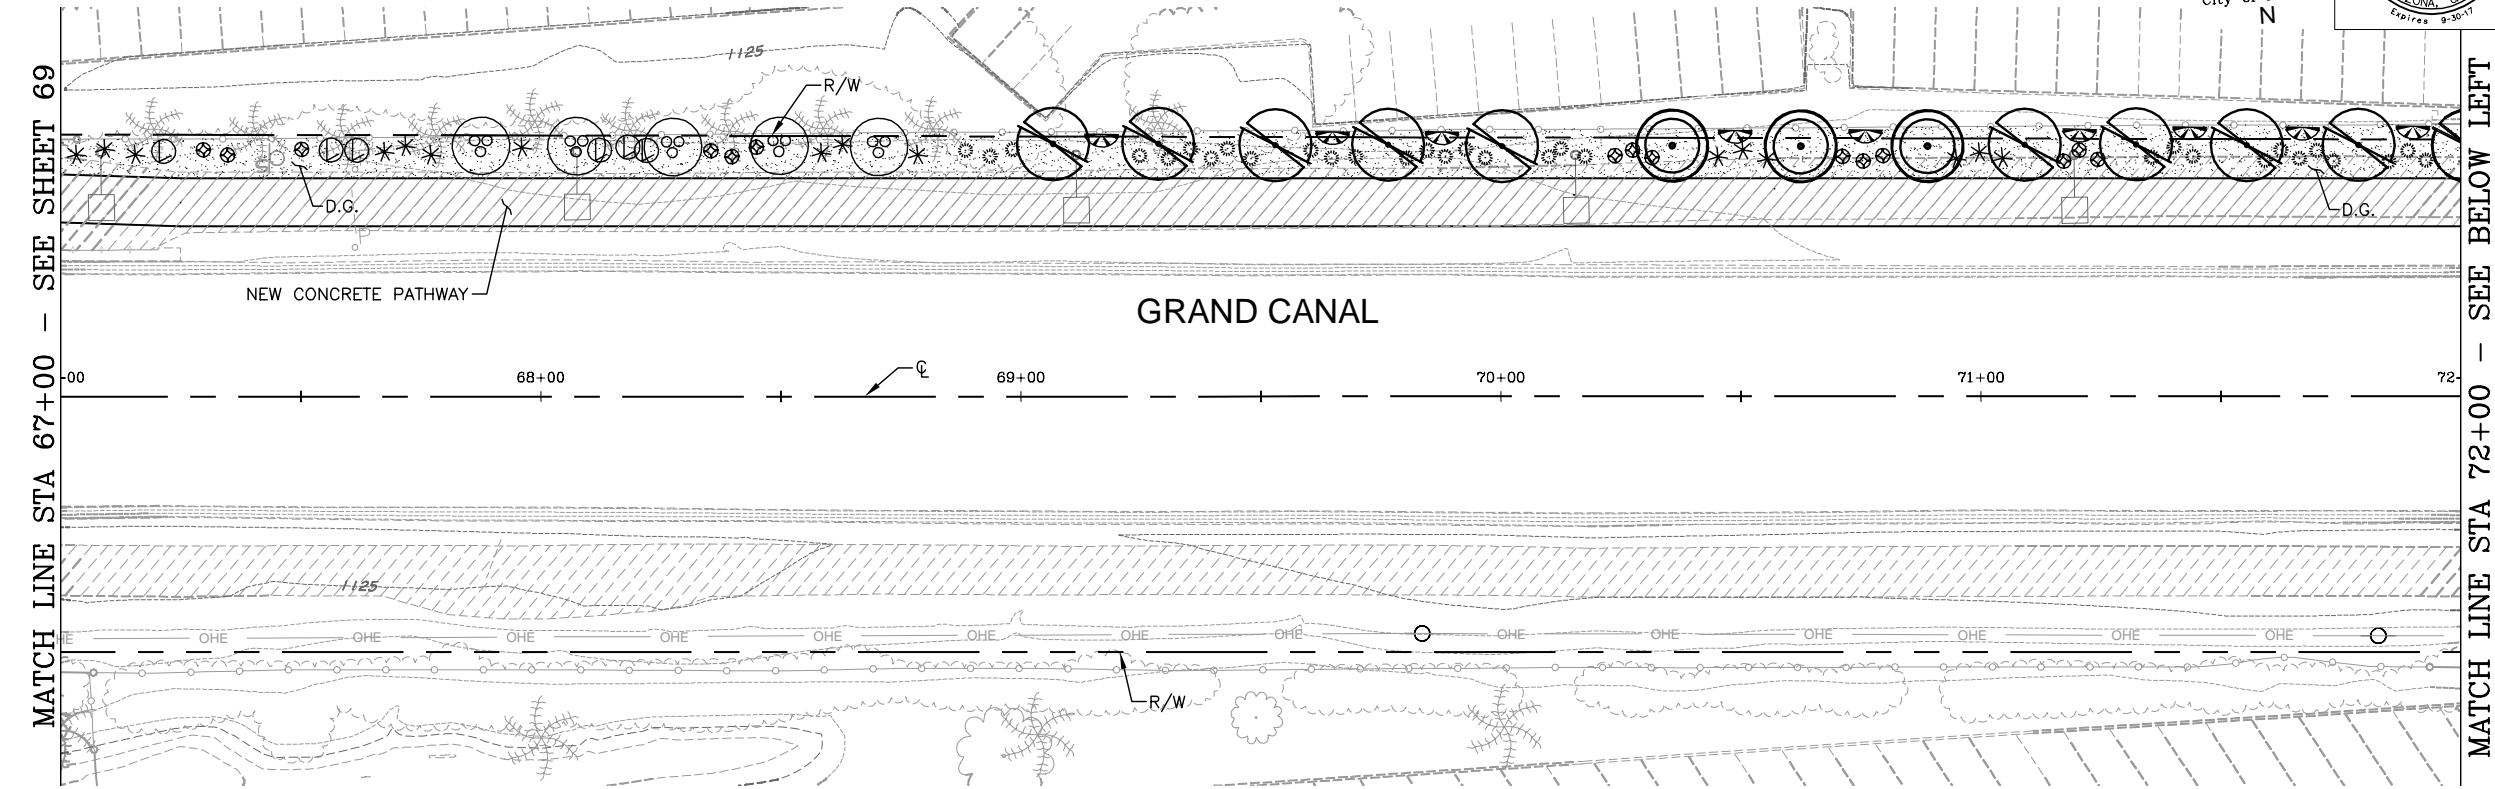 City of
N
ZONA,
Expires 9-30-17
1125
R/W
D.G.
D.G.
NEW CONCRETE PATHWAY
GRAND CANAL
MATCH LINE STA 67+00 - SEE SHEET 69
MATCH LINE STA 72+00 - SEE BELOW LEFT
℄
-00
68+00
69+00
70+00
71+00
72-
1125
HE OHE OHE OHE OHE OHE OHE OHE OHE OHE OHE OHE OHE OHE OHE
R/W